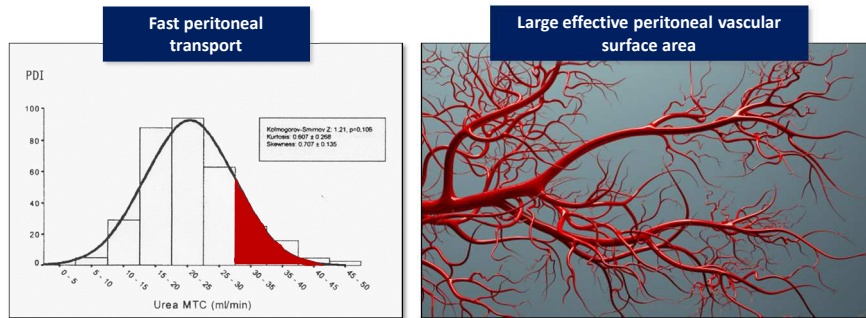 Fast peritoneal
transport
Large effective peritoneal vascular
surface area
PDI
Kolmogorov-Smirnov Z: 1.21, p=0.106
Kurtosis: 0.607 ± 0.268
Skewness: 0.707 ± 0.135
100
80
60
40
20
0
0 - 5
5 - 10
10 - 15
15 - 20
20 - 25
25 - 30
30 - 35
35 - 40
40 - 45
45 - 50
Urea MTC (ml/min)